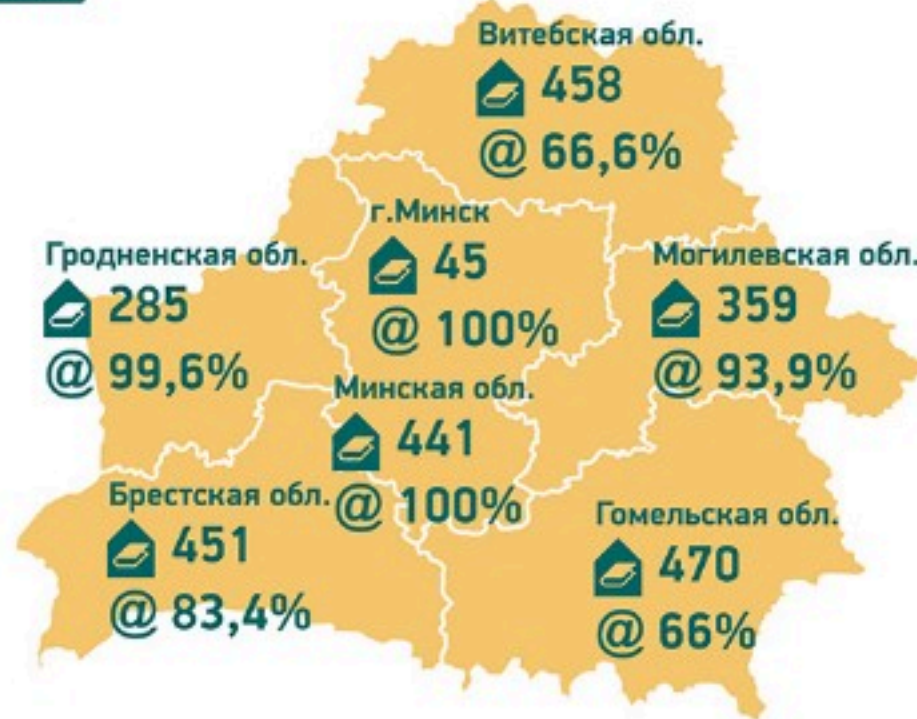 Витебская обл.
458
@ 66,6%
г.Минск
45
@ 100%
Гродненская обл.
285
@ 99,6%
Могилевская обл.
359
@ 93,9%
Минская обл.
441
@ 100%
Брестская обл.
451
@ 83,4%
Гомельская обл.
470
@ 66%